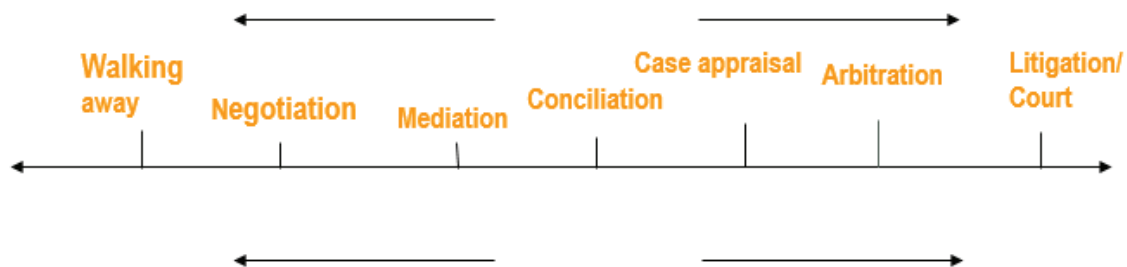 Walking
away
Negotiation
Mediation
Conciliation
Case appraisal
Arbitration
Litigation/
Court